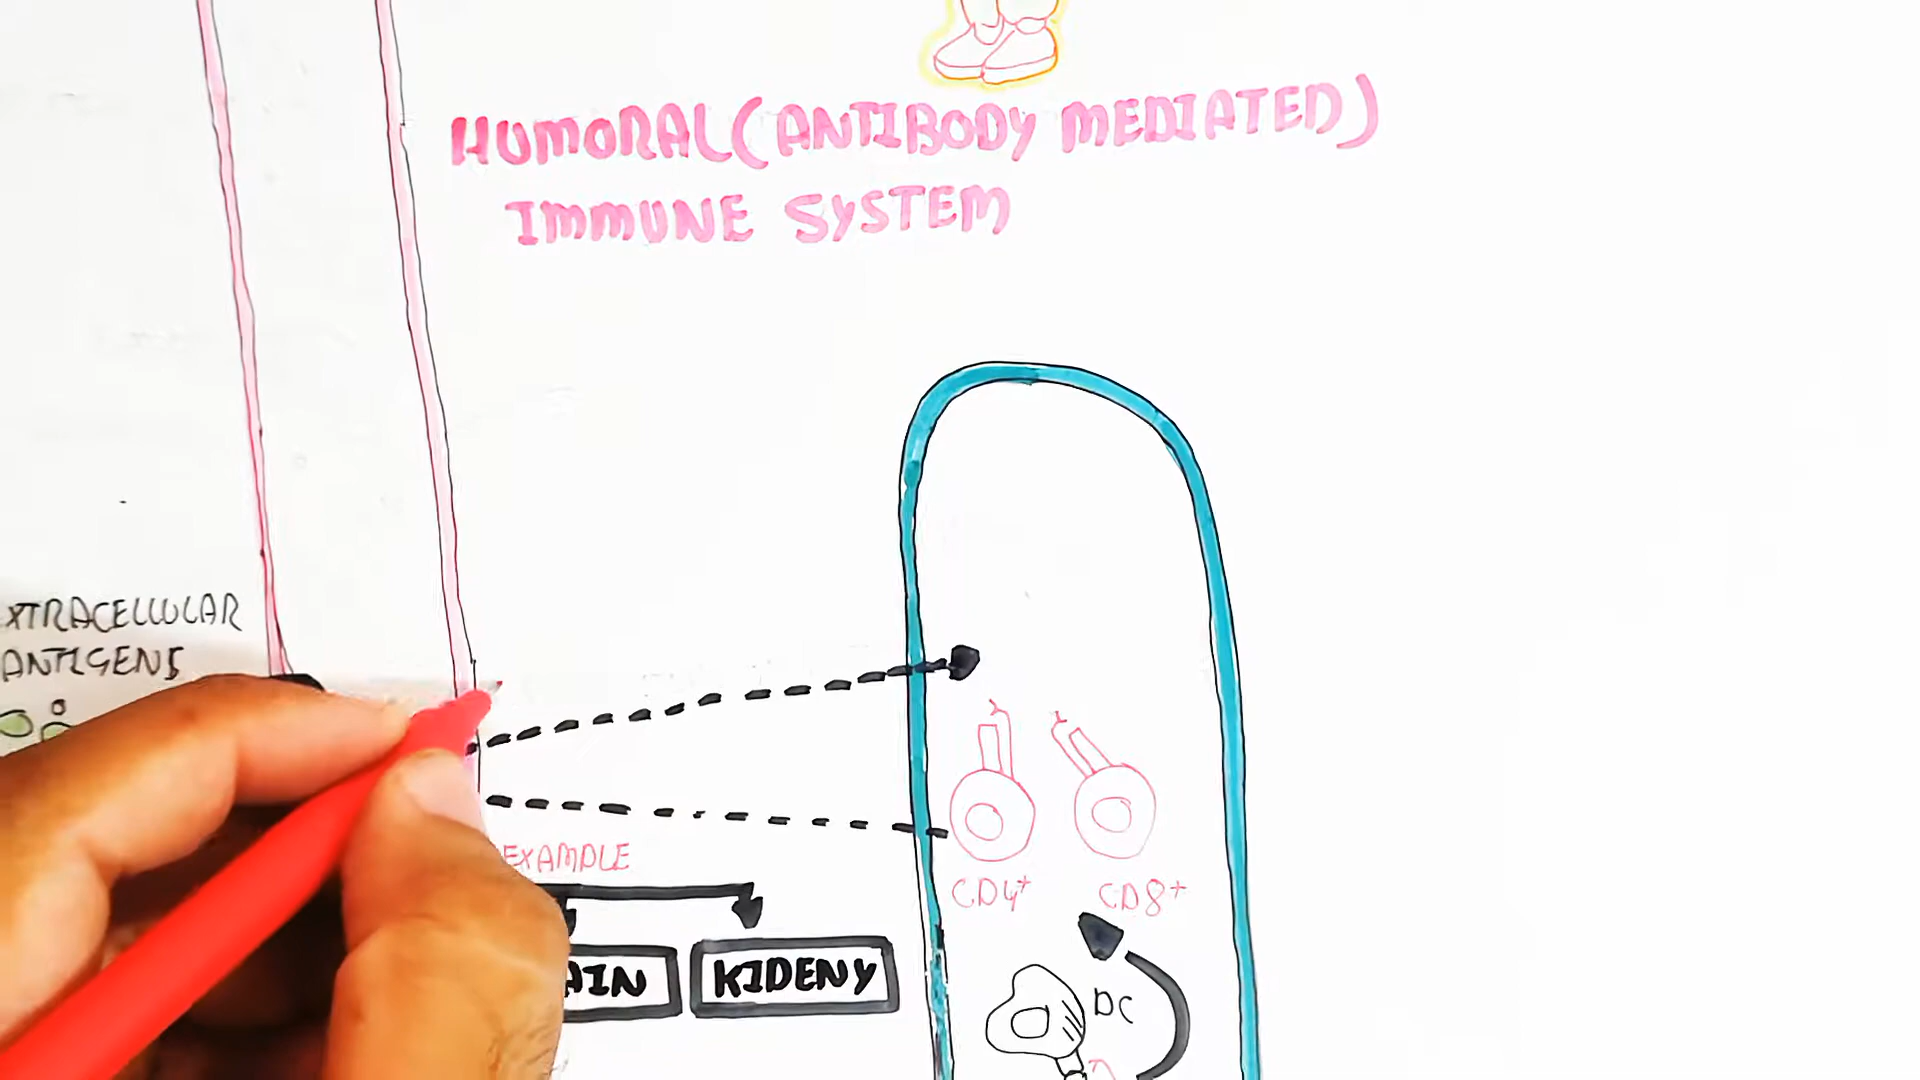 HUMORAL (ANTIBODY MEDIATED)
IMMUNE SYSTEM
XTRACELLULAR
ANTIGENS
EXAMPLE
AIN
KIDENY
CD4+
CD8+
DC